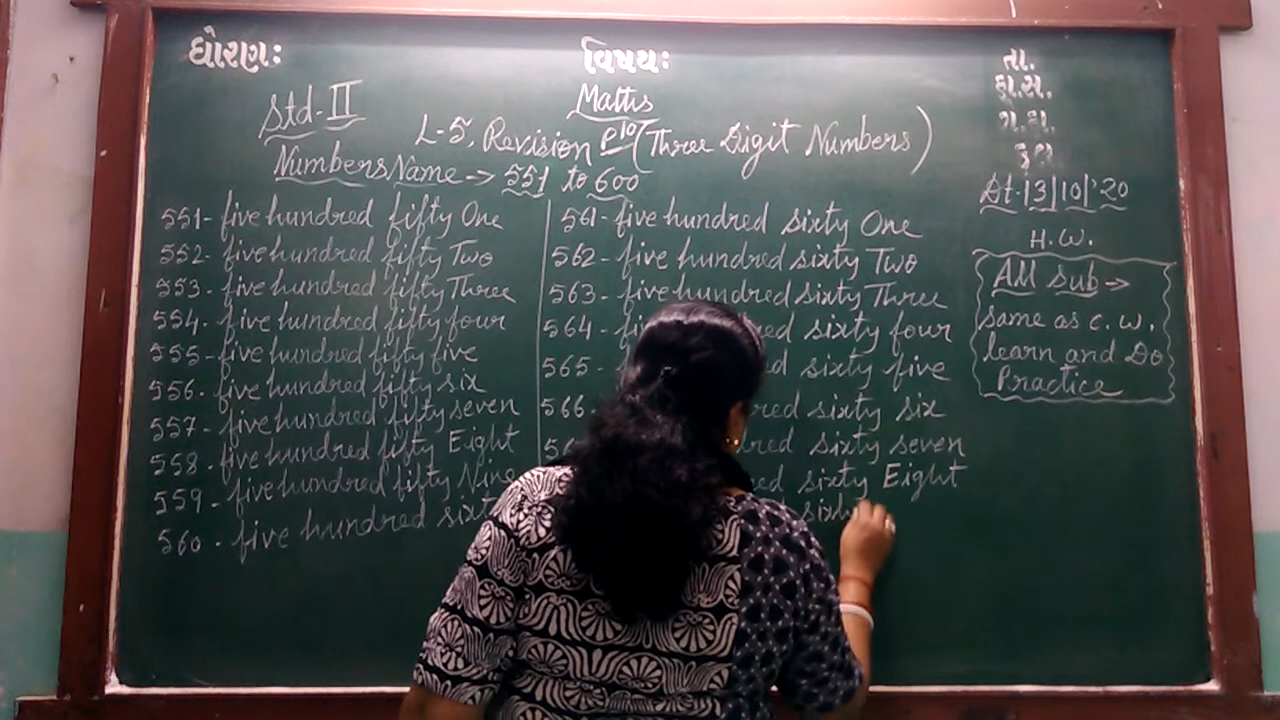 ધોરણ:
વિષય:
તા.
Std-II
Maths
L-5, Revision P10 (Three Digit Numbers)
Numbers Name -> 551 to 600
Dt-13|10|'20
551- five hundred fifty One
552- five hundred fifty Two
553- five hundred fifty Three
554- five hundred fifty four
555- five hundred fifty five
556- five hundred fifty six
557- five hundred fifty seven
558- five hundred fifty Eight
559- five hundred fifty Nine
560- five hundred
561- five hundred sixty One
562- five hundred sixty Two
563- five hundred sixty Three
564- sixty four
565- sixty five
566- sixty six
sixty seven
sixty Eight
sixty
H.W.
All sub->
same as c.w.
learn and Do
Practice